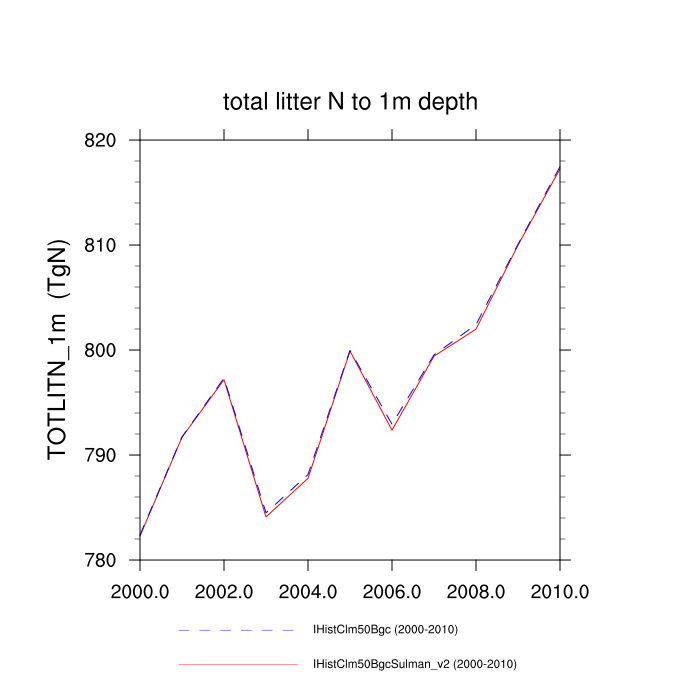 total litter N to 1m depth
TOTLITN_1m (TgN)
820
810
800
790
780
2000.0 2002.0 2004.0 2006.0 2008.0 2010.0
IHistClm50Bgc (2000-2010)
IHistClm50BgcSulman_v2 (2000-2010)